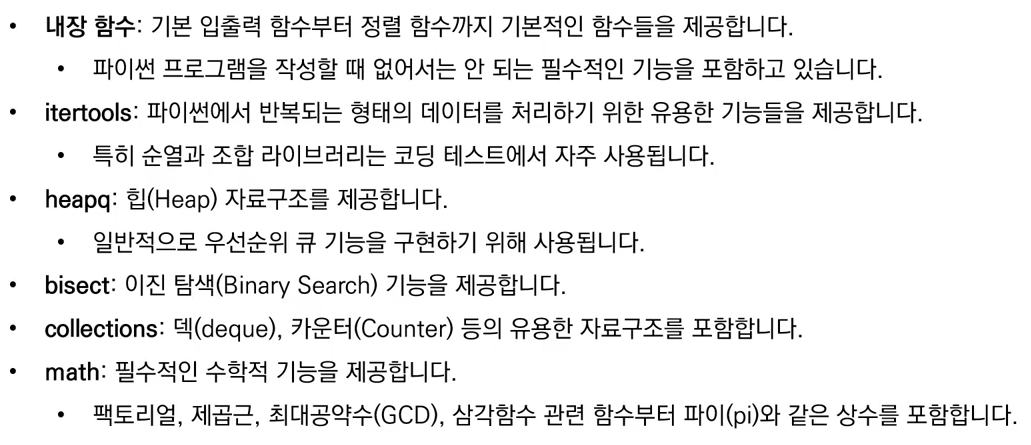 • 내장 함수: 기본 입출력 함수부터 정렬 함수까지 기본적인 함수들을 제공합니다.
• 파이썬 프로그램을 작성할 때 없어서는 안 되는 필수적인 기능을 포함하고 있습니다.
• itertools: 파이썬에서 반복되는 형태의 데이터를 처리하기 위한 유용한 기능들을 제공합니다.
• 특히 순열과 조합 라이브러리는 코딩 테스트에서 자주 사용됩니다.
• heapq: 힙(Heap) 자료구조를 제공합니다.
• 일반적으로 우선순위 큐 기능을 구현하기 위해 사용됩니다.
• bisect: 이진 탐색(Binary Search) 기능을 제공합니다.
• collections: 덱(deque), 카운터(Counter) 등의 유용한 자료구조를 포함합니다.
• math: 필수적인 수학적 기능을 제공합니다.
• 팩토리얼, 제곱근, 최대공약수(GCD), 삼각함수 관련 함수부터 파이(pi)와 같은 상수를 포함합니다.